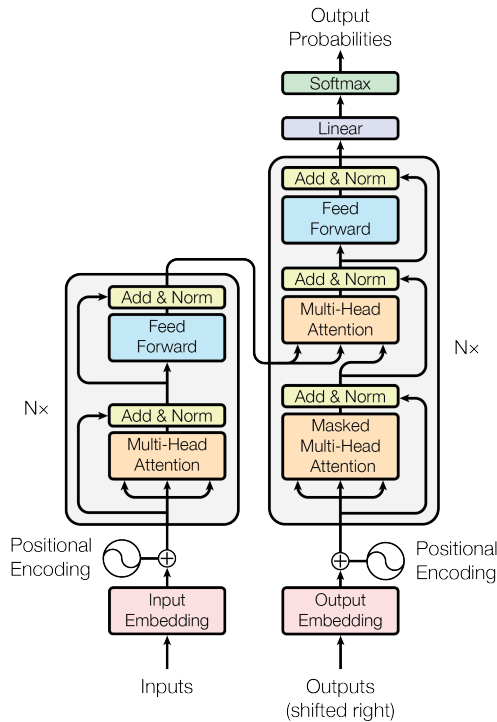 Output
Probabilities
Softmax
Linear
Add & Norm
Feed
Forward
Add & Norm
Multi-Head
Attention
Add & Norm
Masked
Multi-Head
Attention
N×
Add & Norm
Feed
Forward
Add & Norm
Multi-Head
Attention
N×
Positional
Encoding
Positional
Encoding
Input
Embedding
Output
Embedding
Inputs
Outputs
(shifted right)